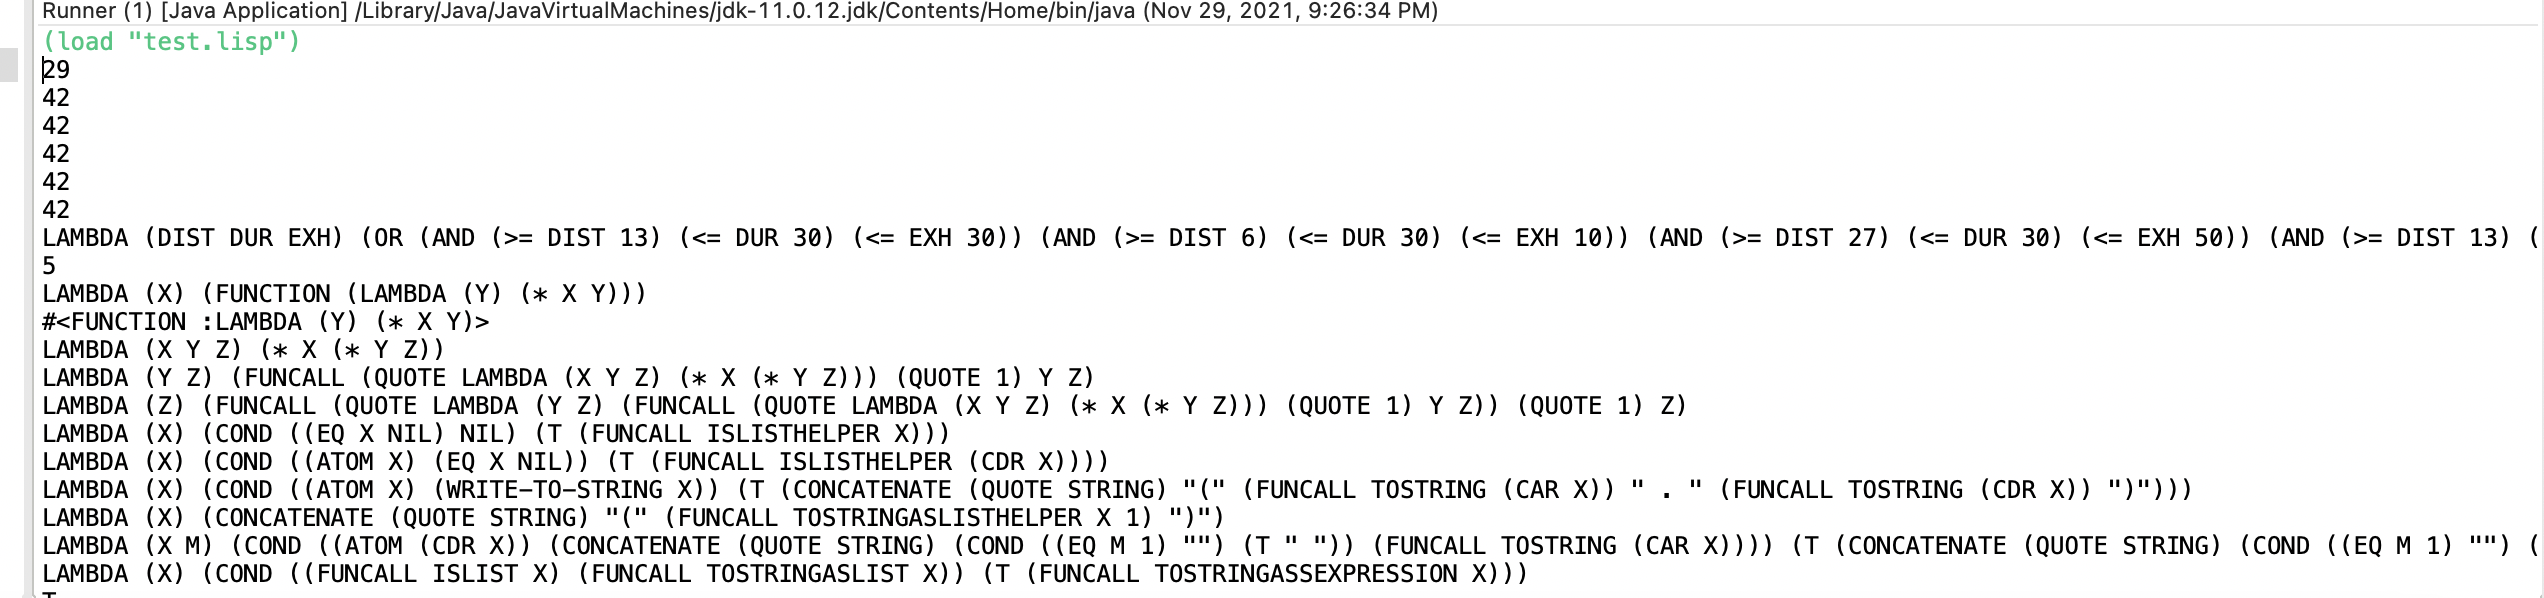 Runner (1) [Java Application] /Library/Java/JavaVirtualMachines/jdk-11.0.12.jdk/Contents/Home/bin/java (Nov 29, 2021, 9:26:34 PM)
(load "test.lisp")
29
42
42
42
42
42
LAMBDA (DIST DUR EXH) (OR (AND (>= DIST 13) (<= DUR 30) (<= EXH 30)) (AND (>= DIST 6) (<= DUR 30) (<= EXH 10)) (AND (>= DIST 27) (<= DUR 30) (<= EXH 50)) (AND (>= DIST 13) (
5
LAMBDA (X) (FUNCTION (LAMBDA (Y) (* X Y)))
#<FUNCTION :LAMBDA (Y) (* X Y)>
LAMBDA (X Y Z) (* X (* Y Z))
LAMBDA (Y Z) (FUNCALL (QUOTE LAMBDA (X Y Z) (* X (* Y Z))) (QUOTE 1) Y Z)
LAMBDA (Z) (FUNCALL (QUOTE LAMBDA (Y Z) (FUNCALL (QUOTE LAMBDA (X Y Z) (* X (* Y Z))) (QUOTE 1) Y Z)) (QUOTE 1) Z)
LAMBDA (X) (COND ((EQ X NIL) NIL) (T (FUNCALL ISLISTHELPER X)))
LAMBDA (X) (COND ((ATOM X) (EQ X NIL)) (T (FUNCALL ISLISTHELPER (CDR X))))
LAMBDA (X) (COND ((ATOM X) (WRITE-TO-STRING X)) (T (CONCATENATE (QUOTE STRING) "(" (FUNCALL TOSTRING (CAR X)) " . " (FUNCALL TOSTRING (CDR X)) ")")))
LAMBDA (X) (CONCATENATE (QUOTE STRING) "(" (FUNCALL TOSTRINGASLISTHELPER X 1) ")")
LAMBDA (X M) (COND ((ATOM (CDR X)) (CONCATENATE (QUOTE STRING) (COND ((EQ M 1) "") (T " ")) (FUNCALL TOSTRING (CAR X)))) (T (CONCATENATE (QUOTE STRING) (COND ((EQ M 1) "") (
LAMBDA (X) (COND ((FUNCALL ISLIST X) (FUNCALL TOSTRINGASLIST X)) (T (FUNCALL TOSTRINGASSEXPRESSION X)))